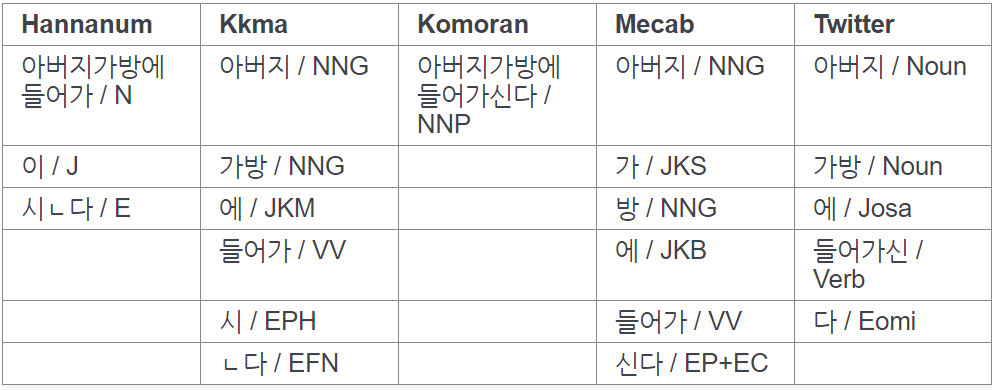 Hannanum Kkma Komoran Mecab Twitter
아버지가방에 들어가 / N 아버지 / NNG 아버지가방에 들어가신다 / NNP 아버지 / NNG 아버지 / Noun
이 / J 가방 / NNG 가 / JKS 가방 / Noun
시ㄴ다 / E 에 / JKM 방 / NNG 에 / Josa
들어가 / VV 에 / JKB 들어가신 / Verb
시 / EPH 들어가 / VV 다 / Eomi
ㄴ다 / EFN 신다 / EP+EC